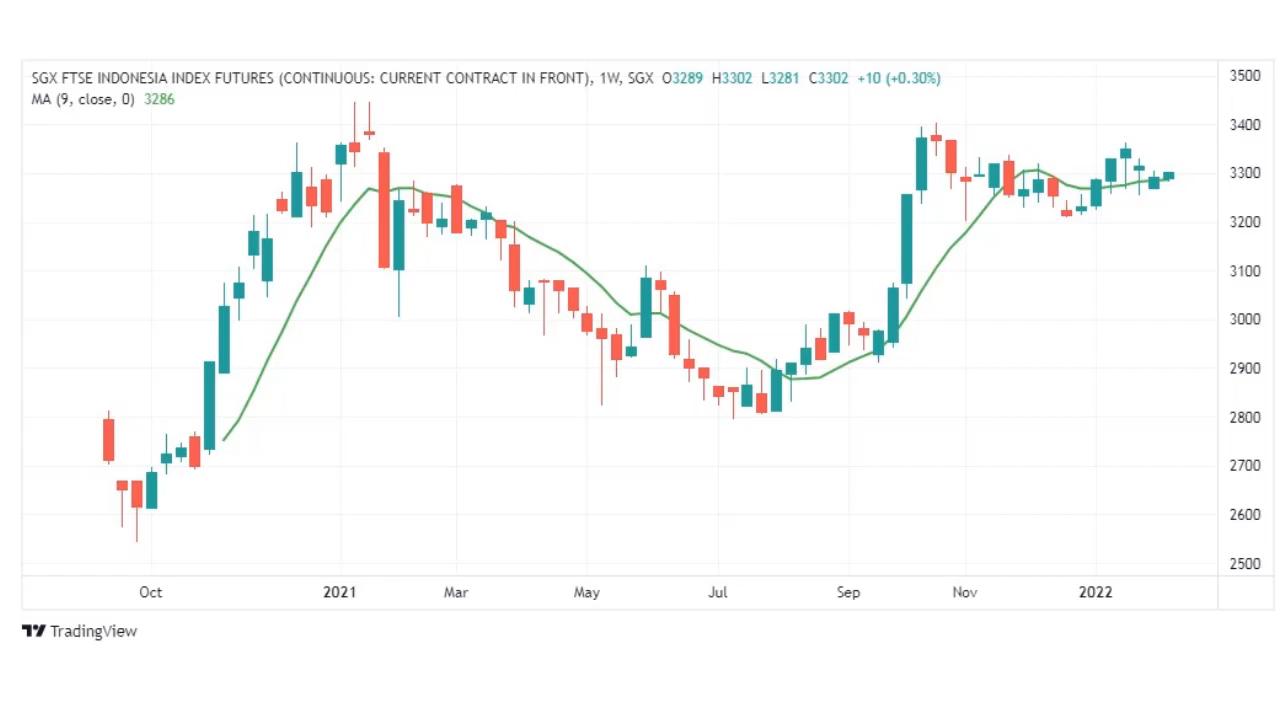 SGX FTSE INDONESIA INDEX FUTURES (CONTINUOUS: CURRENT CONTRACT IN FRONT), 1W, SGX O3289 H3302 L3281 C3302 +10 (+0.30%)
MA (9, close, 0) 3286
3500
3400
3300
3200
3100
3000
2900
2800
2700
2600
2500
Oct 2021 Mar May Jul Sep Nov 2022
TradingView